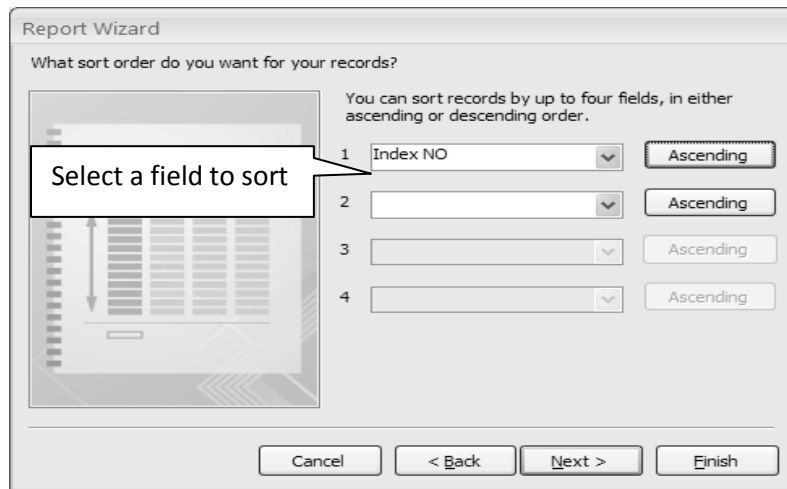 Report Wizard
What sort order do you want for your records?
You can sort records by up to four fields, in either
ascending or descending order.
Select a field to sort
1 Index NO Ascending
2 Ascending
3 Ascending
4 Ascending
Cancel < Back Next > Finish